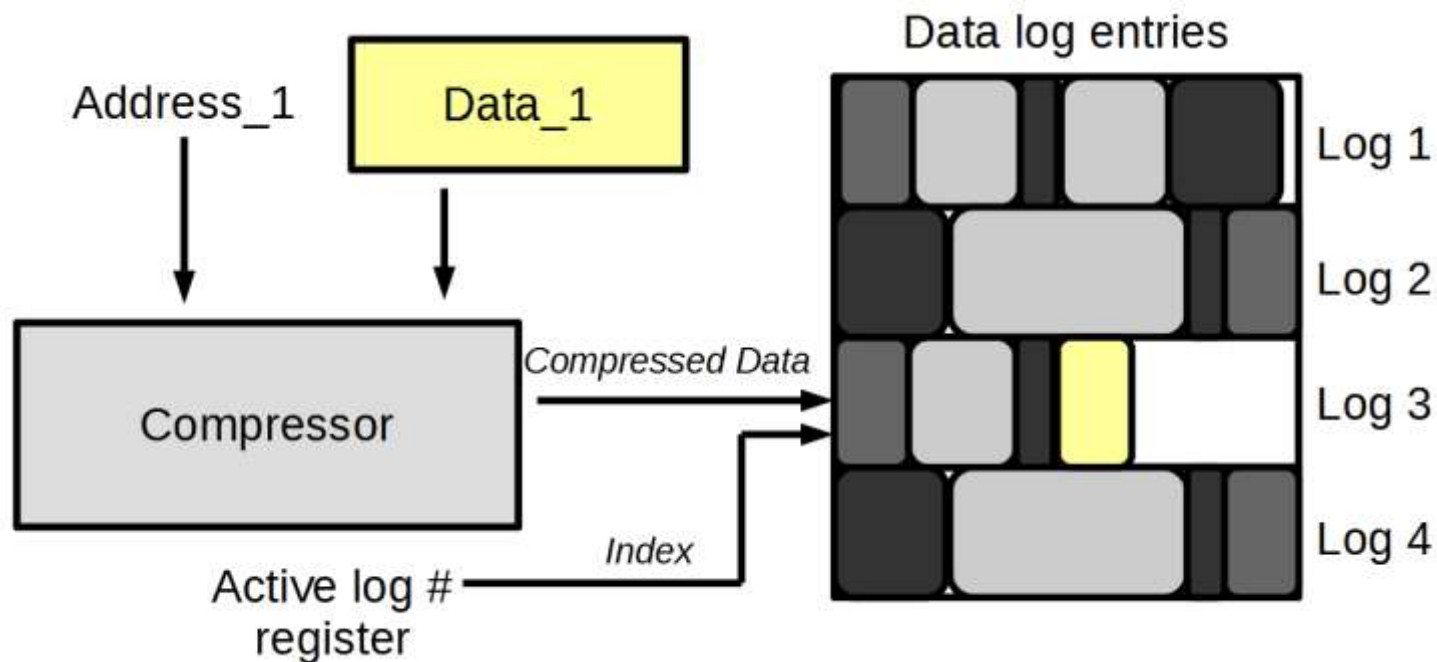 Data log entries
Address_1
Data_1
Log 1
Log 2
Compressed Data
Compressor
Log 3
Index
Log 4
Active log #
register